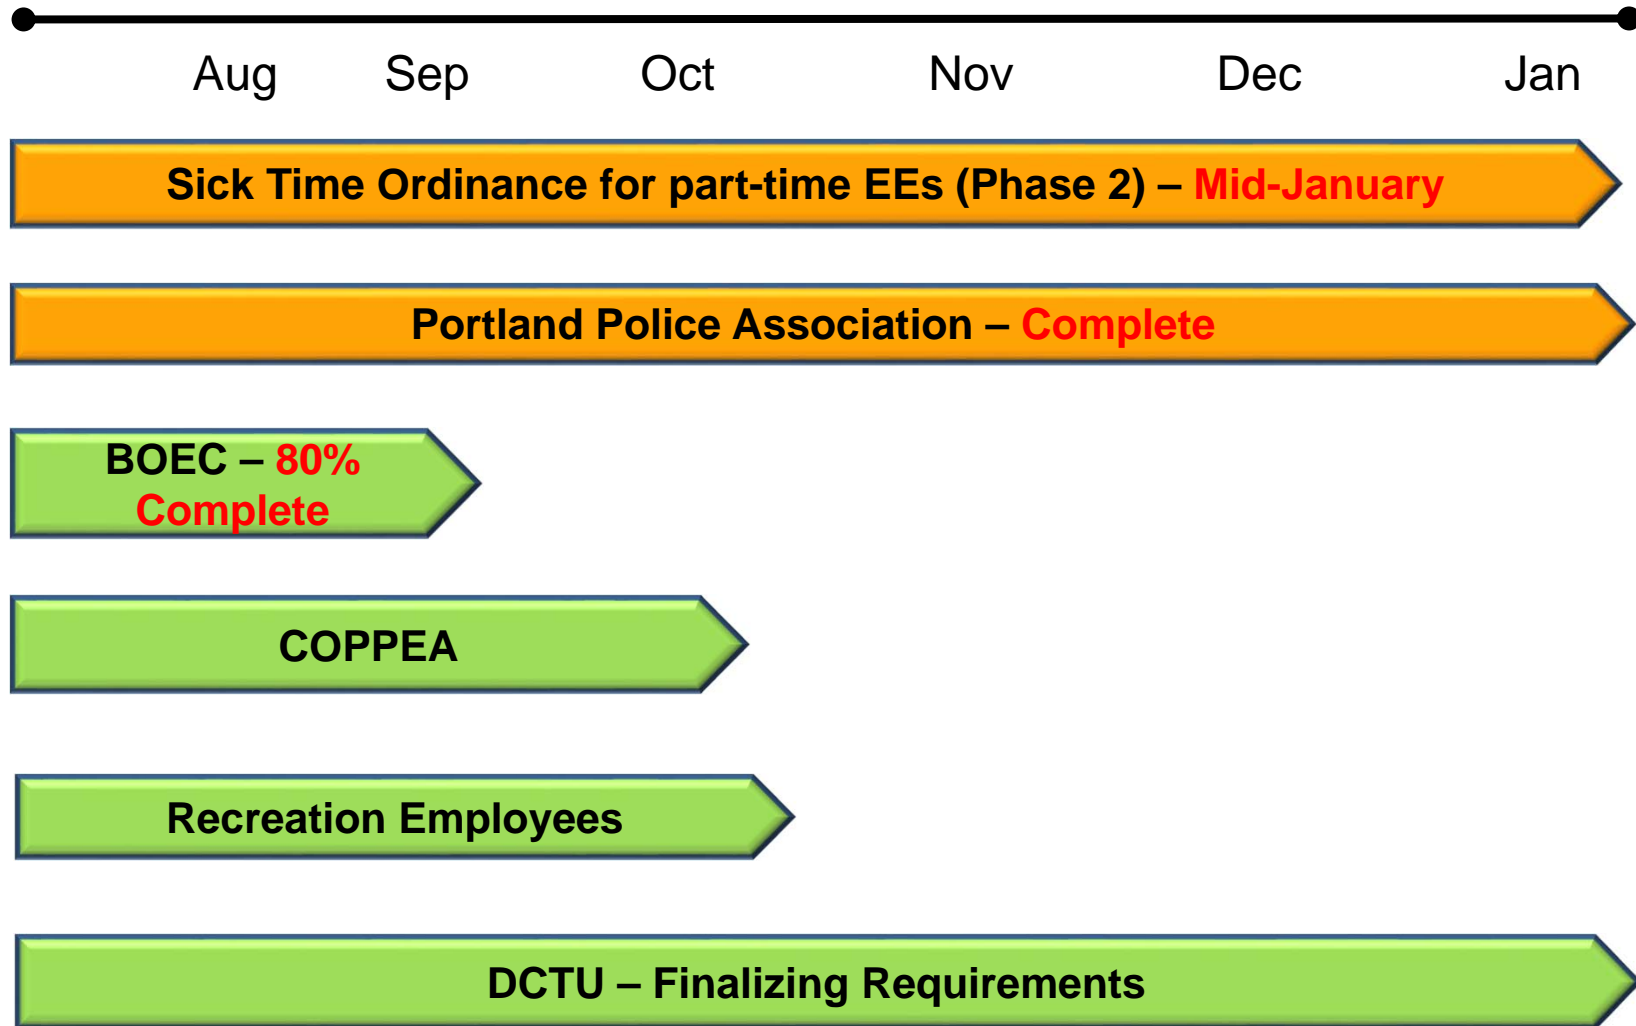 Aug Sep Oct Nov Dec Jan
Sick Time Ordinance for part-time EEs (Phase 2) – Mid-January
Portland Police Association – Complete
BOEC – 80%
Complete
COPPEA
Recreation Employees
DCTU – Finalizing Requirements